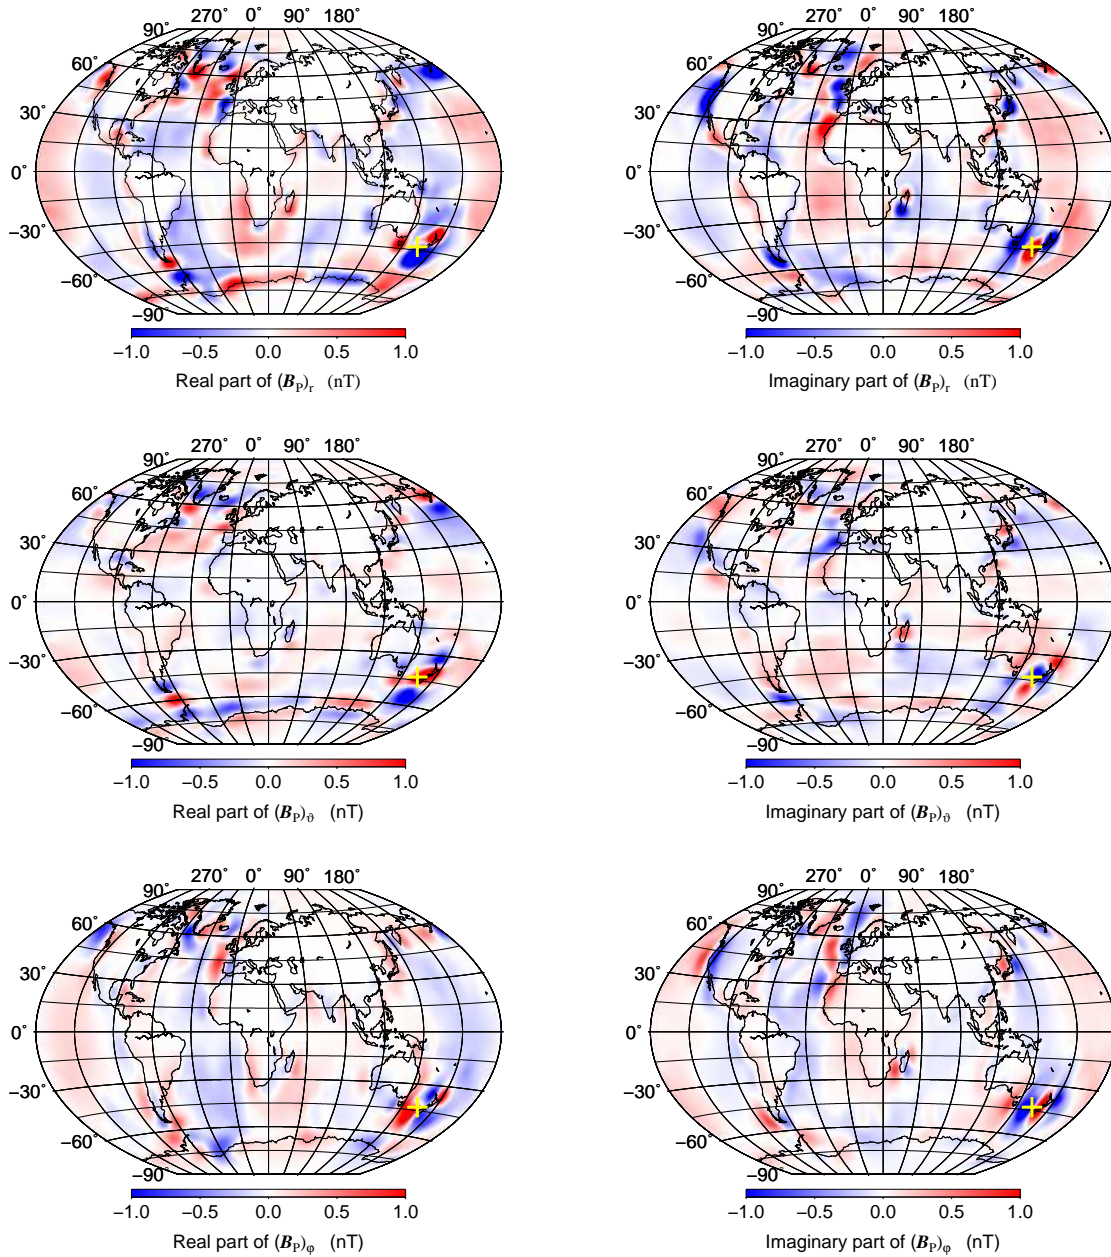 270° 0° 90° 180°
90°
60°
30°
0°
−30°
−60°
−90
−1.0 −0.5 0.0 0.5 1.0
Real part of (B_P)_r (nT)
270° 0° 90° 180°
90°
60°
30°
0°
−30°
−60°
−90°
−1.0 −0.5 0.0 0.5 1.0
Imaginary part of (B_P)_r (nT)
270° 0° 90° 180°
90°
60°
30°
0°
−30°
−60°
−90
−1.0 −0.5 0.0 0.5 1.0
Real part of (B_P)_ϑ (nT)
270° 0° 90° 180°
90°
60°
30°
0°
−30°
−60°
−90°
−1.0 −0.5 0.0 0.5 1.0
Imaginary part of (B_P)_ϑ (nT)
270° 0° 90° 180°
90°
60°
30°
0°
−30°
−60°
−90
−1.0 −0.5 0.0 0.5 1.0
Real part of (B_P)_φ (nT)
270° 0° 90° 180°
90°
60°
30°
0°
−30°
−60°
−90°
−1.0 −0.5 0.0 0.5 1.0
Imaginary part of (B_P)_φ (nT)